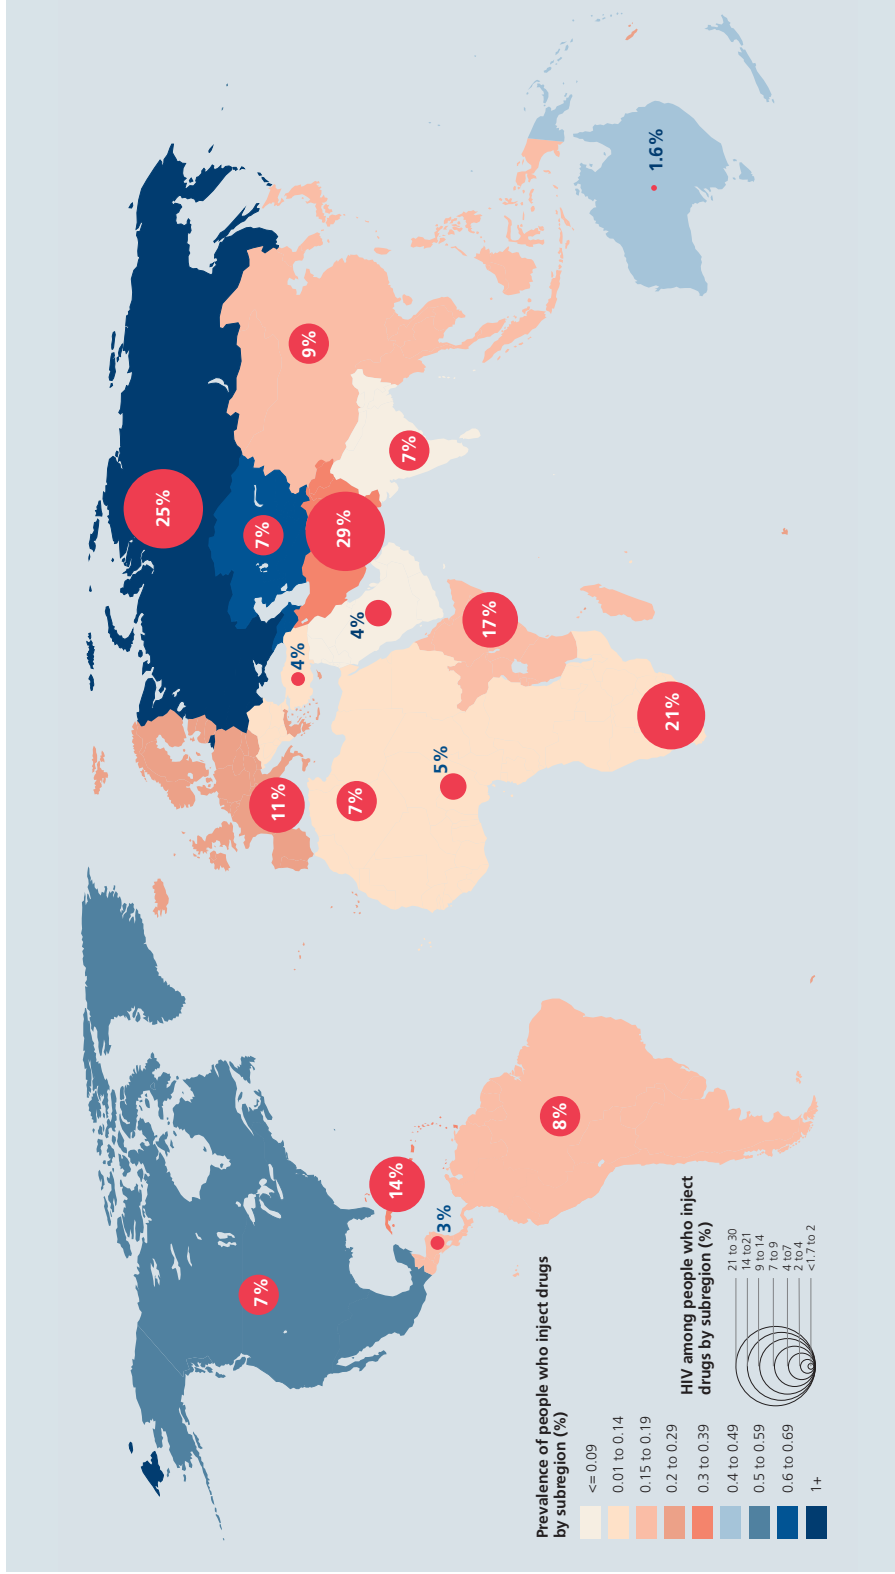 7%
14%
3%
8%
11%
7%
5%
4%
25%
7%
29%
4%
17%
21%
9%
7%
1.6%
Prevalence of people who inject drugs
by subregion (%)
<= 0.09
0.01 to 0.14
0.15 to 0.19
0.2 to 0.29
0.3 to 0.39
0.4 to 0.49
0.5 to 0.59
0.6 to 0.69
1+
HIV among people who inject
drugs by subregion (%)
21 to 30
14 to21
9 to 14
7 to 9
4 to7
2 to 4
<1.7 to 2